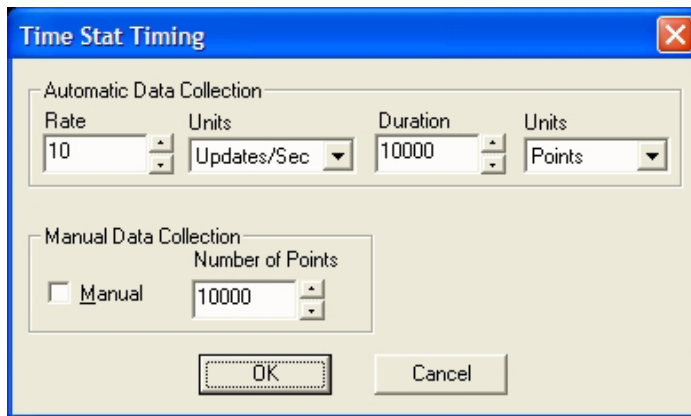 Time Stat Timing
Automatic Data Collection
Rate Units Duration Units
10 Updates/Sec 10000 Points
Manual Data Collection
Number of Points
Manual 10000
OK Cancel